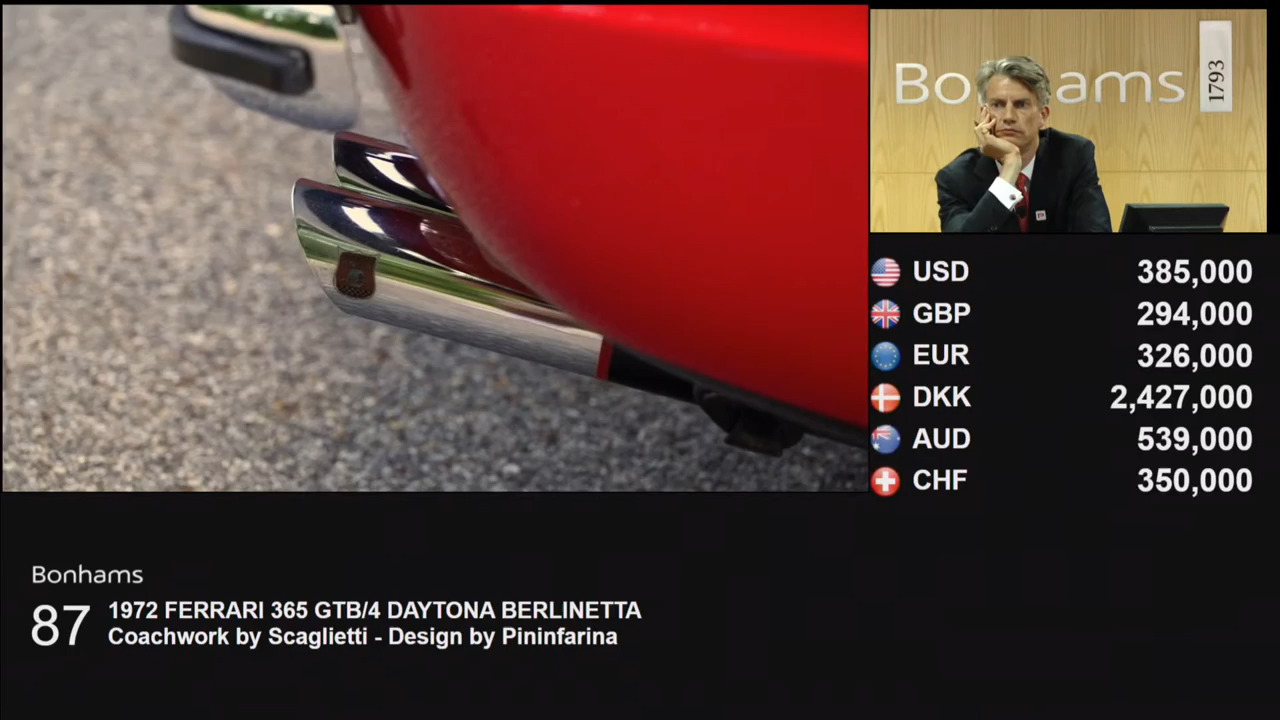 Bonhams
1793
USD 385,000
GBP 294,000
EUR 326,000
DKK 2,427,000
AUD 539,000
CHF 350,000
Bonhams
87 1972 FERRARI 365 GTB/4 DAYTONA BERLINETTA
Coachwork by Scaglietti - Design by Pininfarina